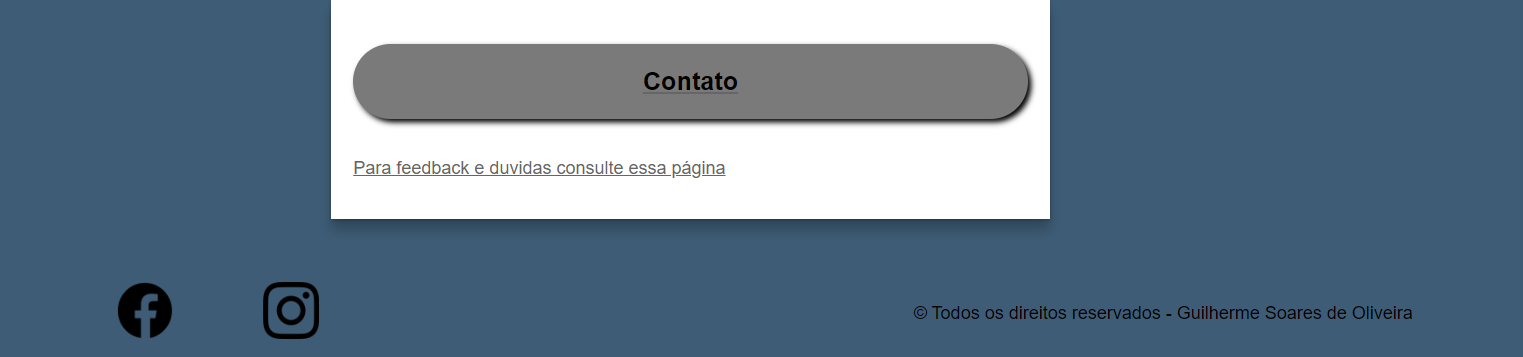 Contato
Para feedback e duvidas consulte essa página
© Todos os direitos reservados - Guilherme Soares de Oliveira